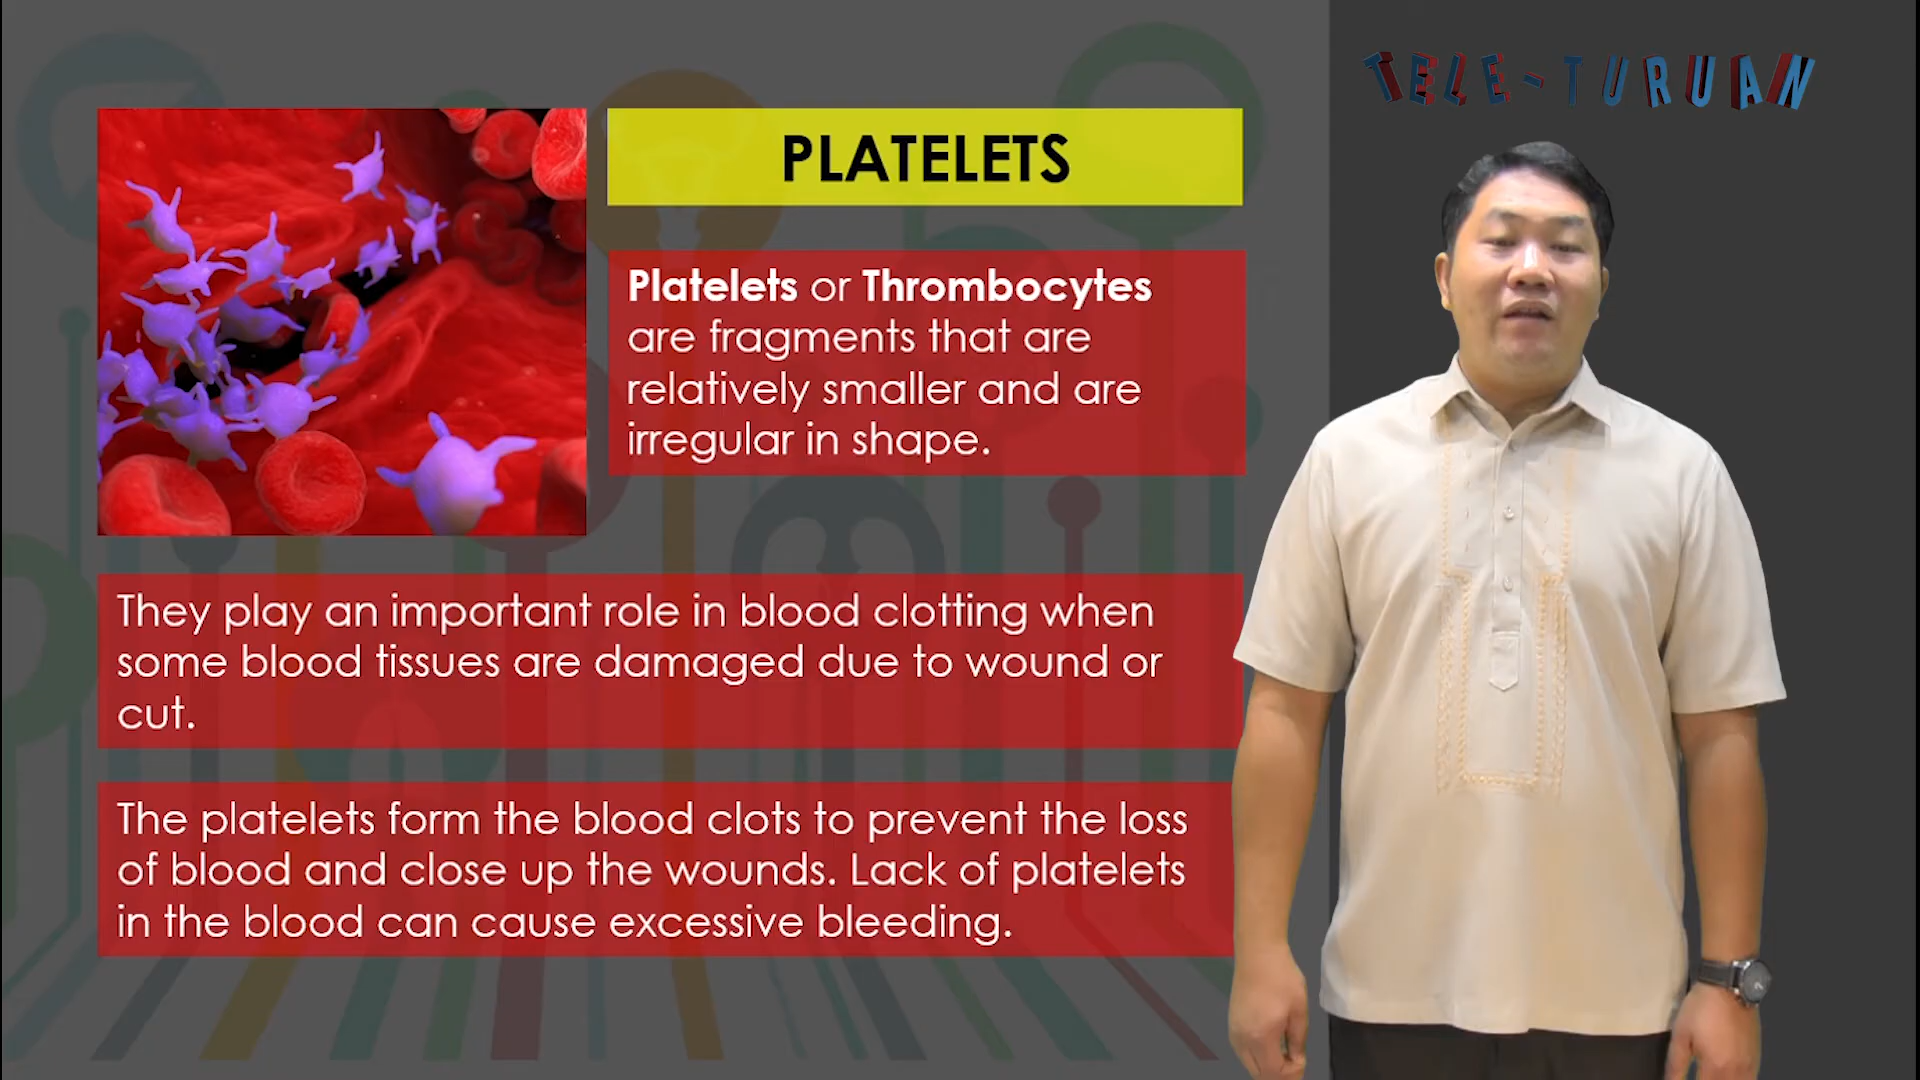 TELE-TURUAN
PLATELETS
Platelets or Thrombocytes
are fragments that are
relatively smaller and are
irregular in shape.
They play an important role in blood clotting when
some blood tissues are damaged due to wound or
cut.
The platelets form the blood clots to prevent the loss
of blood and close up the wounds. Lack of platelets
in the blood can cause excessive bleeding.